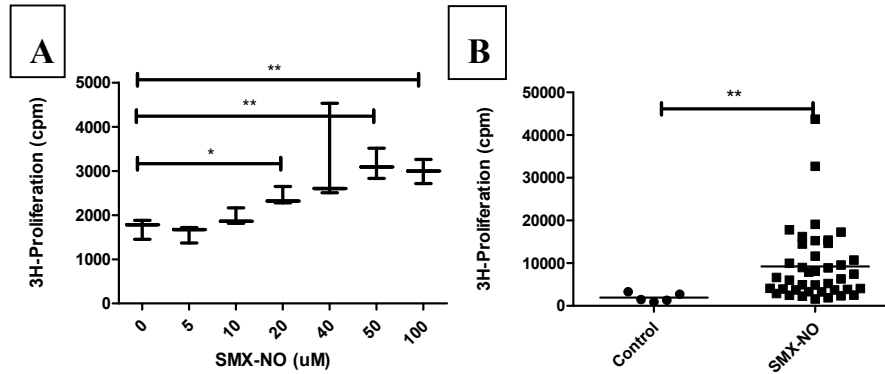 A
**
**
*
3H-Proliferation (cpm)
5000
4000
3000
2000
1000
0
0 5 10 20 40 50 100
SMX-NO (uM)
B
**
3H-Proliferation (cpm)
50000
40000
30000
20000
10000
0
Control SMX-NO